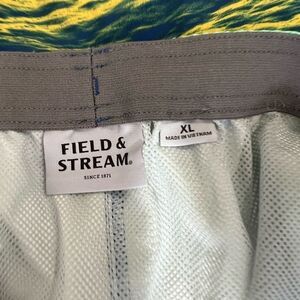 FIELD &
STREAM®
SINCE 1871
XL
MADE IN VIETNAM